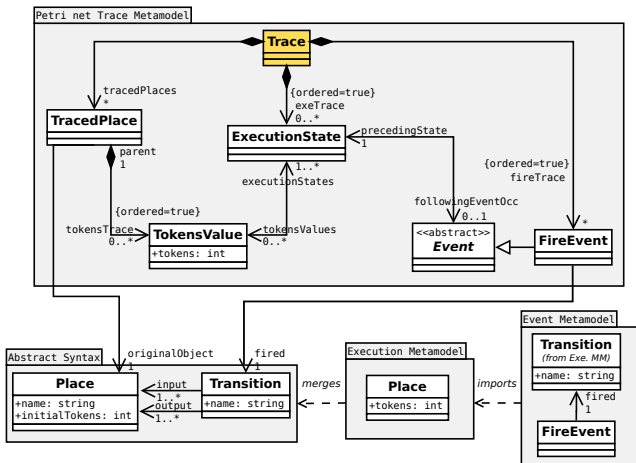 Petri net Trace Metamodel
Trace
tracedPlaces
*
{ordered=true}
exeTrace
0..*
TracedPlace
ExecutionState
precedingState
1
parent
1
1..*
executionStates
{ordered=true}
fireTrace
followingEventOcc
0..1
*
{ordered=true}
tokensTrace
0..*
TokensValue
+tokens: int
tokensValues
0..*
<<abstract>>
Event
FireEvent
Event Metamodel
Transition
(from Exe. MM)
+name: string
fired
1
FireEvent
Abstract Syntax
originalObject
1
fired
1
Place
+name: string
+initialTokens: int
input
1..*
output
1..*
Transition
+name: string
merges
Execution Metamodel
Place
+tokens: int
imports